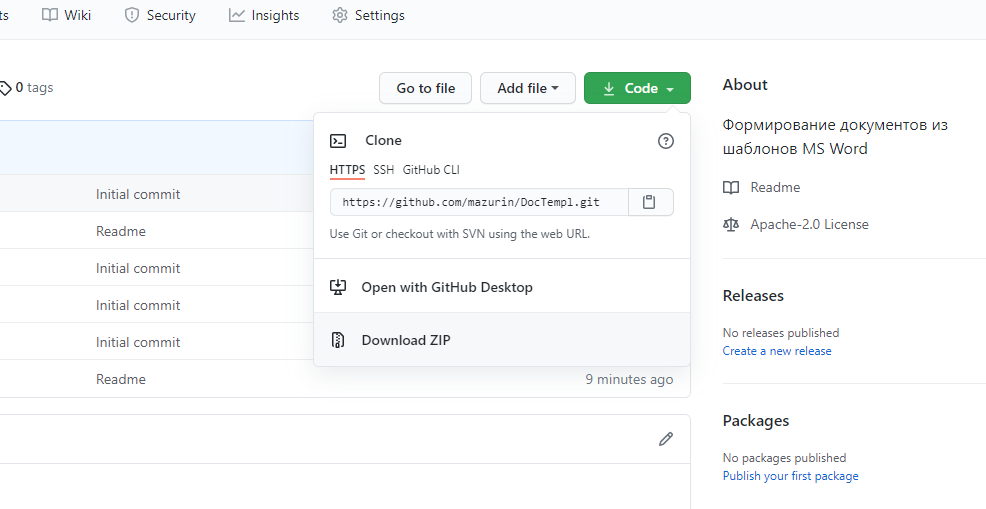 ts Wiki Security Insights Settings
0 tags
Go to file Add file Code
Clone
HTTPS SSH GitHub CLI
https://github.com/mazurin/DocTempl.git
Use Git or checkout with SVN using the web URL.
Open with GitHub Desktop
Download ZIP
Initial commit
Readme
Initial commit
Initial commit
Initial commit
Readme 9 minutes ago
About
Формирование документов из
шаблонов MS Word
Readme
Apache-2.0 License
Releases
No releases published
Create a new release
Packages
No packages published
Publish your first package